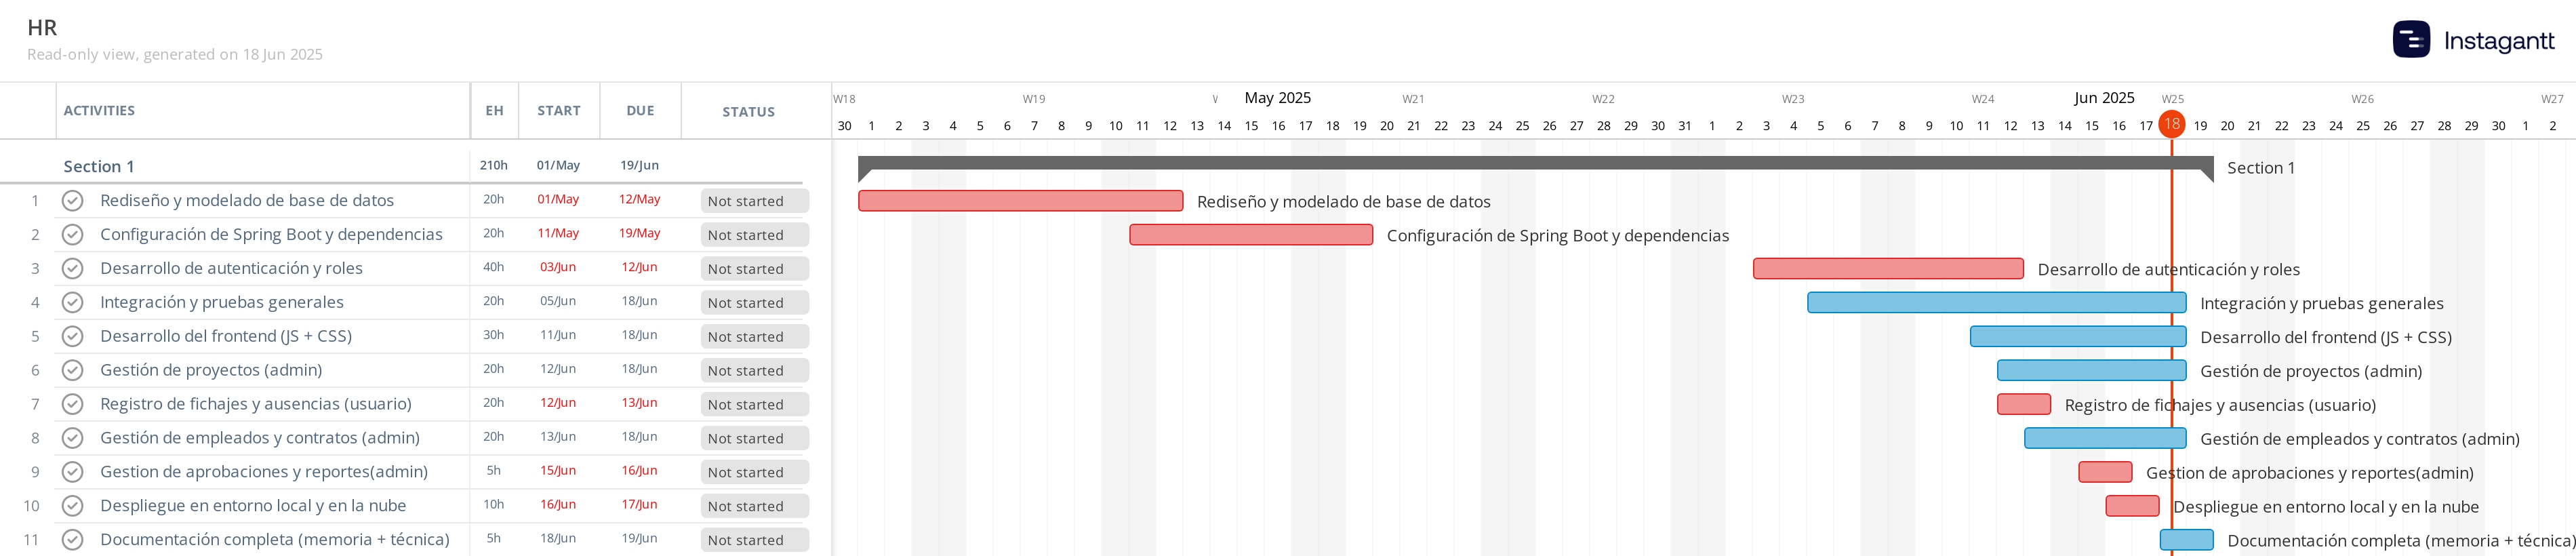 HR
Read-only view, generated on 18 Jun 2025
Instagantt
ACTIVITIES EH START DUE STATUS
W18 W19 W May 2025 W21 W22 W23 W24 Jun 2025 W25 W26 W27
30 1 2 3 4 5 6 7 8 9 10 11 12 13 14 15 16 17 18 19 20 21 22 23 24 25 26 27 28 29 30 31 1 2 3 4 5 6 7 8 9 10 11 12 13 14 15 16 17 18 19 20 21 22 23 24 25 26 27 28 29 30 1 2
Section 1 210h 01/May 19/Jun Section 1
1 Rediseño y modelado de base de datos 20h 01/May 12/May Not started Rediseño y modelado de base de datos
2 Configuración de Spring Boot y dependencias 20h 11/May 19/May Not started Configuración de Spring Boot y dependencias
3 Desarrollo de autenticación y roles 40h 03/Jun 12/Jun Not started Desarrollo de autenticación y roles
4 Integración y pruebas generales 20h 05/Jun 18/Jun Not started Integración y pruebas generales
5 Desarrollo del frontend (JS + CSS) 30h 11/Jun 18/Jun Not started Desarrollo del frontend (JS + CSS)
6 Gestión de proyectos (admin) 20h 12/Jun 18/Jun Not started Gestión de proyectos (admin)
7 Registro de fichajes y ausencias (usuario) 20h 12/Jun 13/Jun Not started Registro de fichajes y ausencias (usuario)
8 Gestión de empleados y contratos (admin) 20h 13/Jun 18/Jun Not started Gestión de empleados y contratos (admin)
9 Gestion de aprobaciones y reportes(admin) 5h 15/Jun 16/Jun Not started Gestion de aprobaciones y reportes(admin)
10 Despliegue en entorno local y en la nube 10h 16/Jun 17/Jun Not started Despliegue en entorno local y en la nube
11 Documentación completa (memoria + técnica) 5h 18/Jun 19/Jun Not started Documentación completa (memoria + técnica)